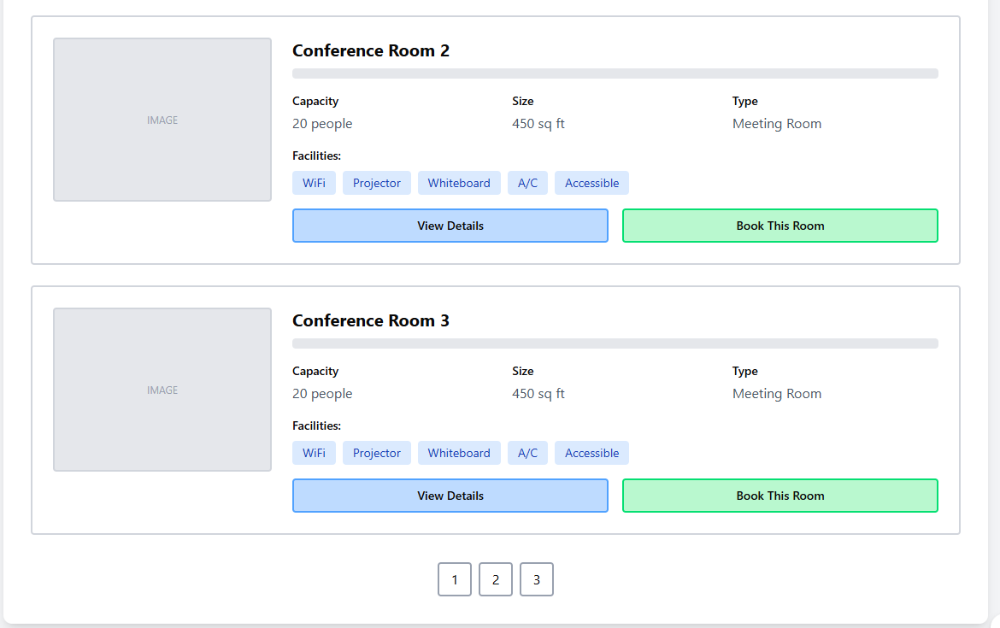 Conference Room 2
IMAGE
Capacity Size Type
20 people 450 sq ft Meeting Room
Facilities:
WiFi Projector Whiteboard A/C Accessible
View Details Book This Room
Conference Room 3
IMAGE
Capacity Size Type
20 people 450 sq ft Meeting Room
Facilities:
WiFi Projector Whiteboard A/C Accessible
View Details Book This Room
1 2 3